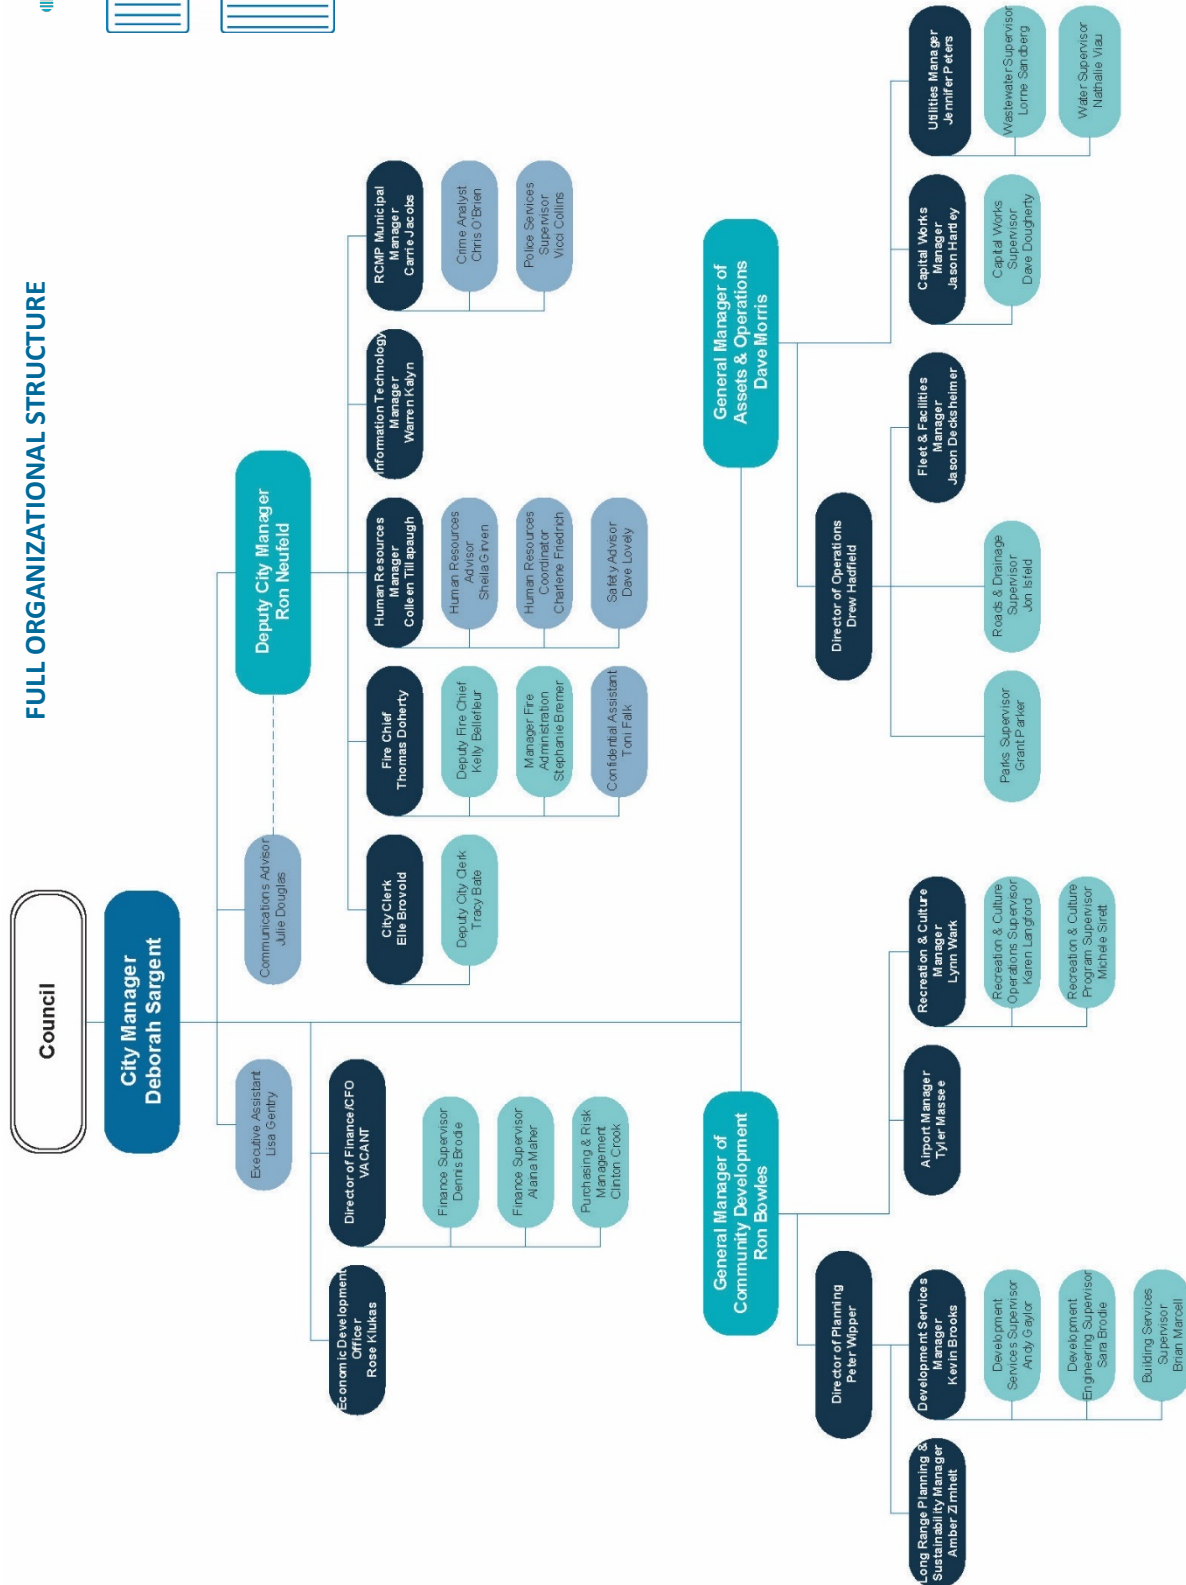 FULL ORGANIZATIONAL STRUCTURE
Council
City Manager
Deborah Sargent
Executive Assistant
Lisa Gentry
Communications Advisor
Julie Douglas
Deputy City Manager
Ron Neufeld
Economic Development
Officer
Rose Klukas
Director of Finance/CFO
VACANT
Finance Supervisor
Dennis Brodie
Finance Supervisor
Alaina Maher
Purchasing & Risk
Management
Clinton Crook
City Clerk
Elle Brovold
Deputy City Clerk
Tracy Bate
Fire Chief
Thomas Doherty
Deputy Fire Chief
Kelly Bellefleur
Manager Fire
Administration
Stephanie Bremer
Confidential Assistant
Toni Falk
Human Resources
Manager
Colleen Tillapaugh
Human Resources
Advisor
Sheila Girven
Human Resources
Coordinator
Charlene Friedrich
Safety Advisor
Dave Lovely
Information Technology
Manager
Warren Kalyn
RCMP Municipal
Manager
Carrie Jacobs
Crime Analyst
Chris O'Brien
Police Services
Supervisor
Vicci Collins
General Manager of
Community Development
Ron Bowles
Director of Planning
Peter Wipper
Long Range Planning &
Sustainability Manager
Amber Zirnhelt
Development Services
Manager
Kevin Brooks
Development
Services Supervisor
Andy Gaylor
Development
Engineering Supervisor
Sara Brodie
Building Services
Supervisor
Brian Marcell
Airport Manager
Tyler Massee
Recreation & Culture
Manager
Lynn Wark
Recreation & Culture
Operations Supervisor
Karen Langford
Recreation & Culture
Program Supervisor
Michele Sirett
General Manager of
Assets & Operations
Dave Morris
Director of Operations
Drew Hadfield
Parks Supervisor
Grant Parker
Roads & Drainage
Supervisor
Jon Isfeld
Fleet & Facilities
Manager
Jason Decksheimer
Capital Works
Manager
Jason Hartley
Capital Works
Supervisor
Dave Dougherty
Utilities Manager
Jennifer Peters
Wastewater Supervisor
Lorne Sandberg
Water Supervisor
Nathalie Viau